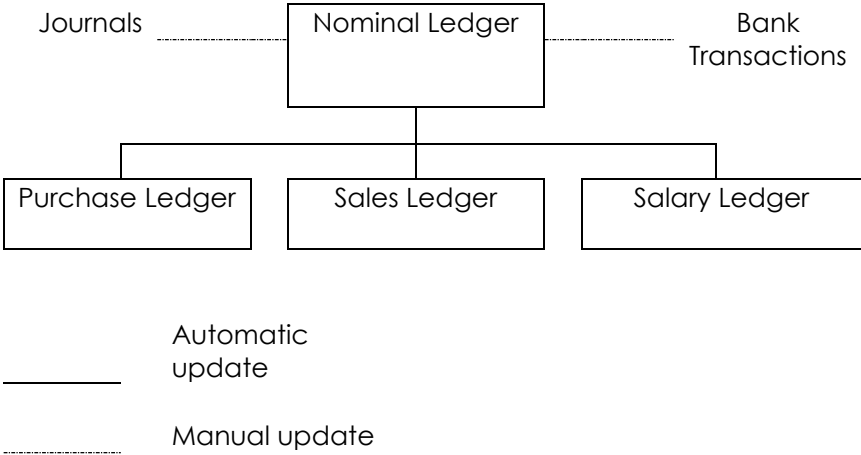 Journals
Nominal Ledger
Bank
Transactions
Purchase Ledger
Sales Ledger
Salary Ledger
Automatic
update
Manual update